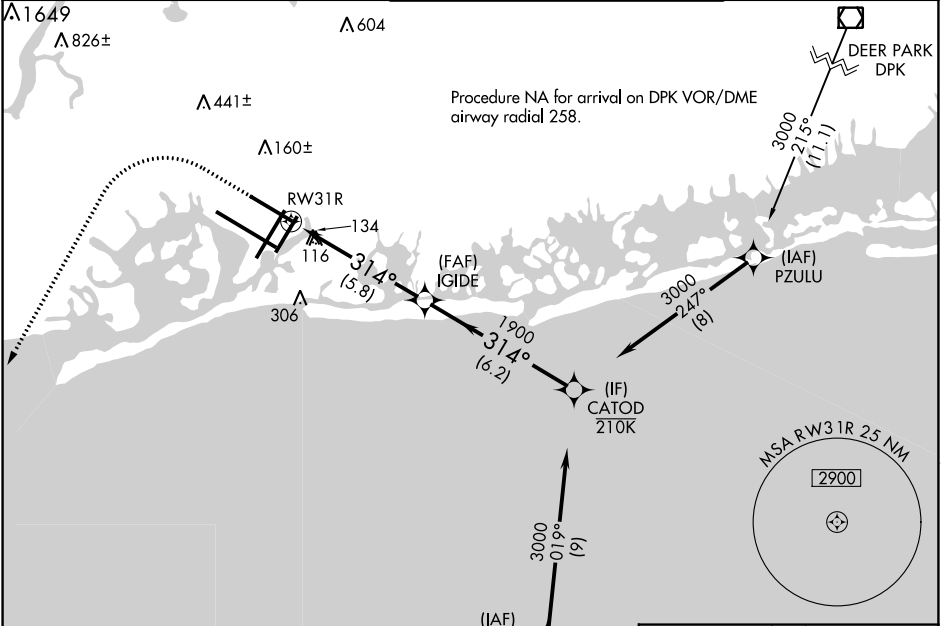 1649
826±
604
DEER PARK
DPK
441±
Procedure NA for arrival on DPK VOR/DME
airway radial 258.
3000
215°
(11.1)
160±
RW31R
134
116
314°
(5.8)
(FAF)
IGIDE
(IAF)
PZULU
306
3000
247°
(8)
1900
314°
(6.2)
(IF)
CATOD
210K
MSA RW31R 25 NM
2900
3000
019°
(9)
(IAF)